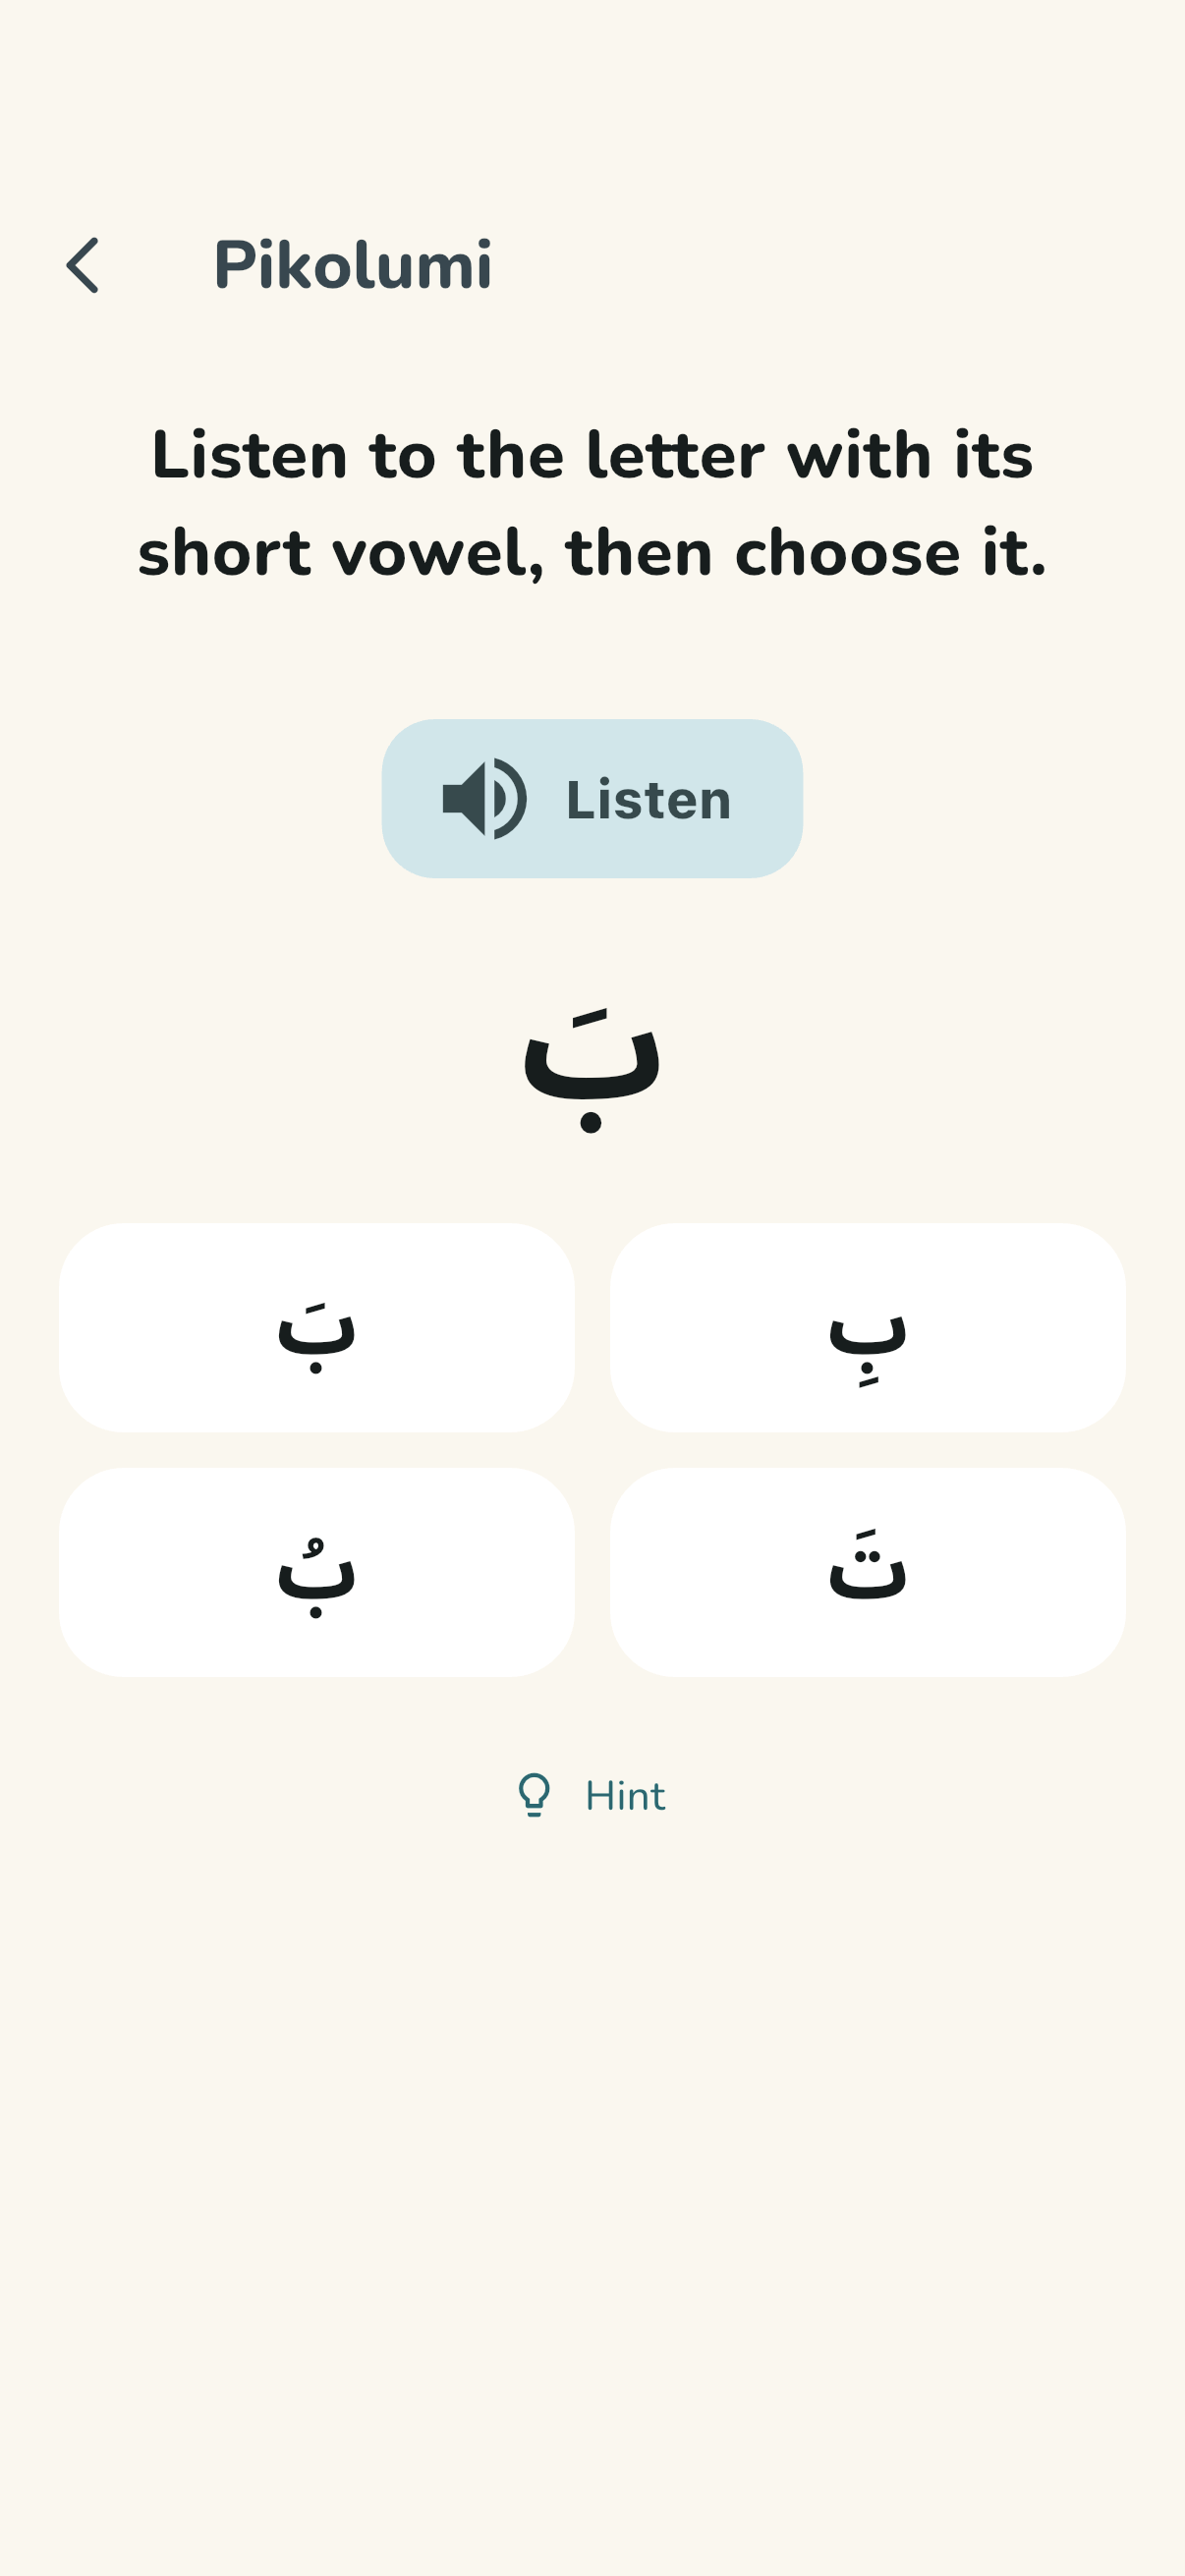 Pikolumi
Listen to the letter with its
short vowel, then choose it.
Listen
بَ
بَ
بِ
بُ
تَ
Hint